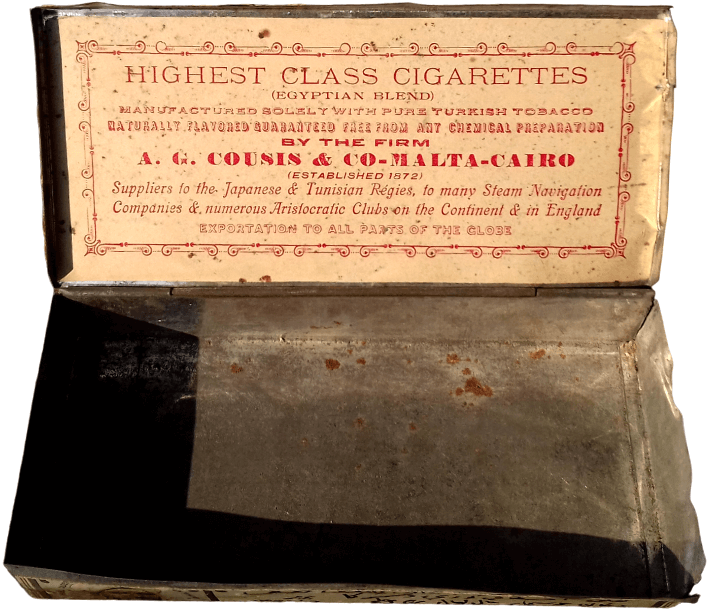 HIGHEST CLASS CIGARETTES
(EGYPTIAN BLEND)
MANUFACTURED SOLELY WITH PURE TURKISH TOBACCO
NATURALLY FLAVORED GUARANTEED FREE FROM ANY CHEMICAL PREPARATION
BY THE FIRM
A. G. COUSIS & CO-MALTA-CAIRO
(ESTABLISHED 1872)
Suppliers to the Japanese & Tunisian Régies, to many Steam Navigation
Companies & numerous Aristocratic Clubs on the Continent & in England
EXPORTATION TO ALL PARTS OF THE GLOBE